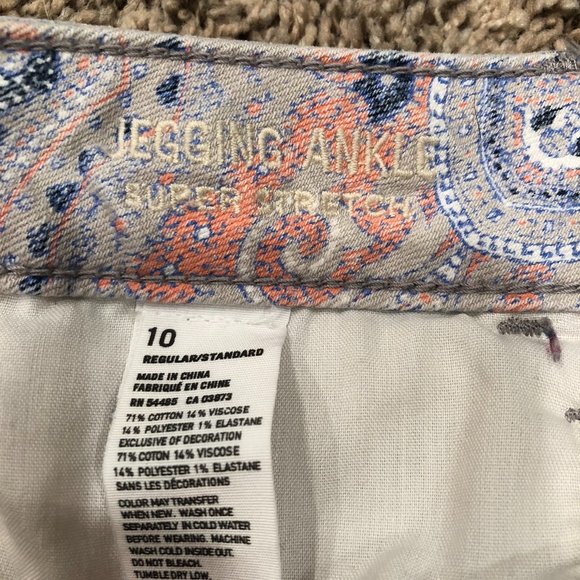 JEGGING ANKLE
SUPER STRETCH
10
REGULAR/STANDARD
MADE IN CHINA
FABRIQUÉ EN CHINE
RN 54485 CA 03873
71% COTTON 14% VISCOSE
14% POLYESTER 1% ELASTANE
EXCLUSIVE OF DECORATION
71% COTON 14% VISCOSE
14% POLYESTER 1% ELASTANE
SANS LES DÉCORATIONS
COLOR MAY TRANSFER
WHEN NEW. WASH ONCE
SEPARATELY IN COLD WATER
BEFORE WEARING. MACHINE
WASH COLD INSIDE OUT.
DO NOT BLEACH.
TUMBLE DRY LOW.